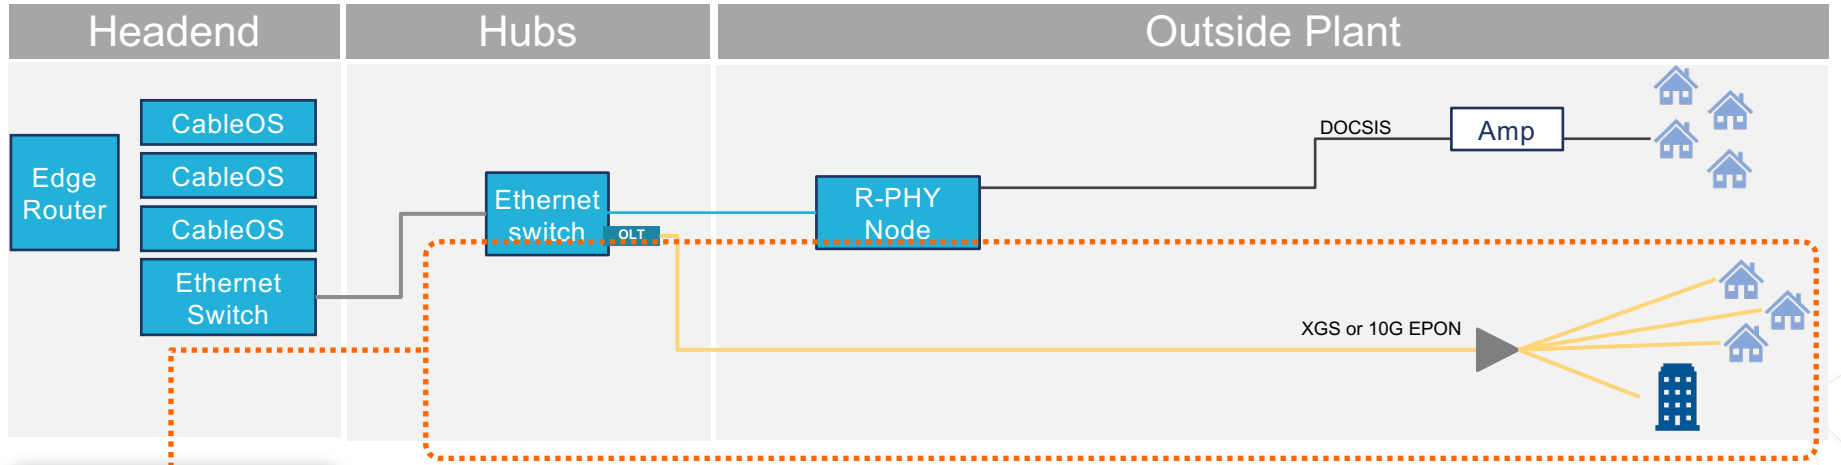 Headend
Hubs
Outside Plant
Edge
Router
CableOS
CableOS
CableOS
Ethernet
Switch
Ethernet
switch
OLT
R-PHY
Node
DOCSIS
Amp
XGS or 10G EPON